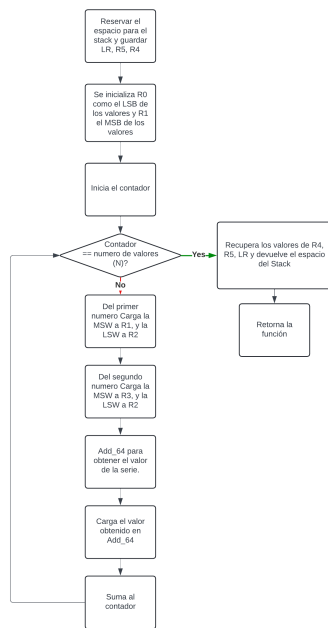 Reservar el
espacio para el
stack y guardar
LR, R5, R4
Se inicializa R0
como el LSB de
los valores y R1
el MSB de los
valores
Inicia el contador
Contador
== numero de valores
(N)?
Yes
Recupera los valores de R4,
R5, LR y devuelve el espacio
del Stack
Retorna la
función
No
Del primer
numero Carga la
MSW a R1, y la
LSW a R2
Del segundo
numero Carga la
MSW a R3, y la
LSW a R2
Add_64 para
obtener el valor
de la serie.
Carga el valor
obtenido en
Add_64
Suma al
contador